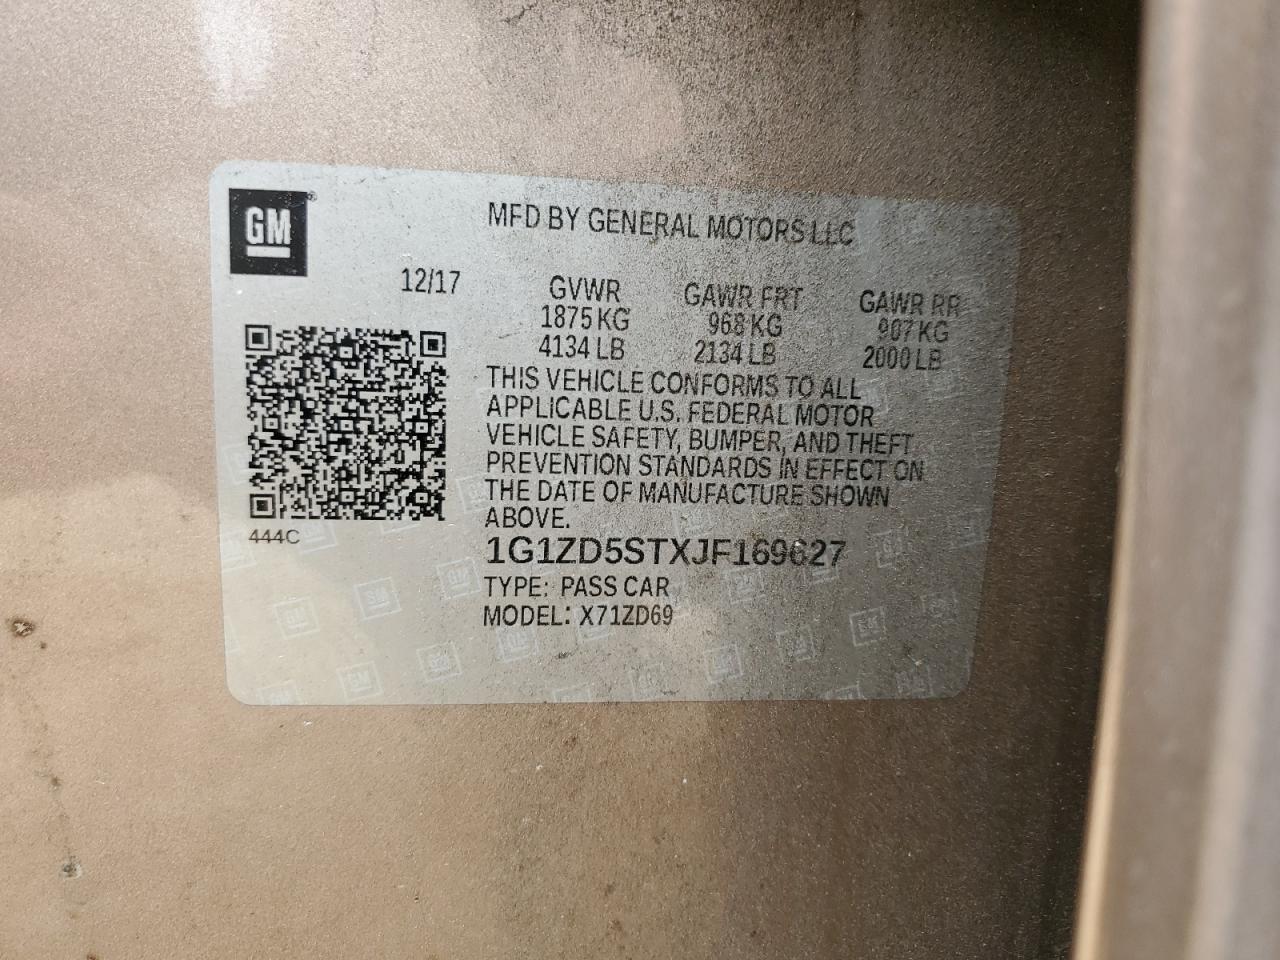 GM
MFD BY GENERAL MOTORS LLC
12/17
GVWR GAWR FRT GAWR RR
1875 KG 968 KG 907 KG
4134 LB 2134 LB 2000 LB
THIS VEHICLE CONFORMS TO ALL
APPLICABLE U.S. FEDERAL MOTOR
VEHICLE SAFETY, BUMPER, AND THEFT
PREVENTION STANDARDS IN EFFECT ON
THE DATE OF MANUFACTURE SHOWN
ABOVE.
444C
1G1ZD5STXJF169627
TYPE: PASS CAR
MODEL: X71ZD69